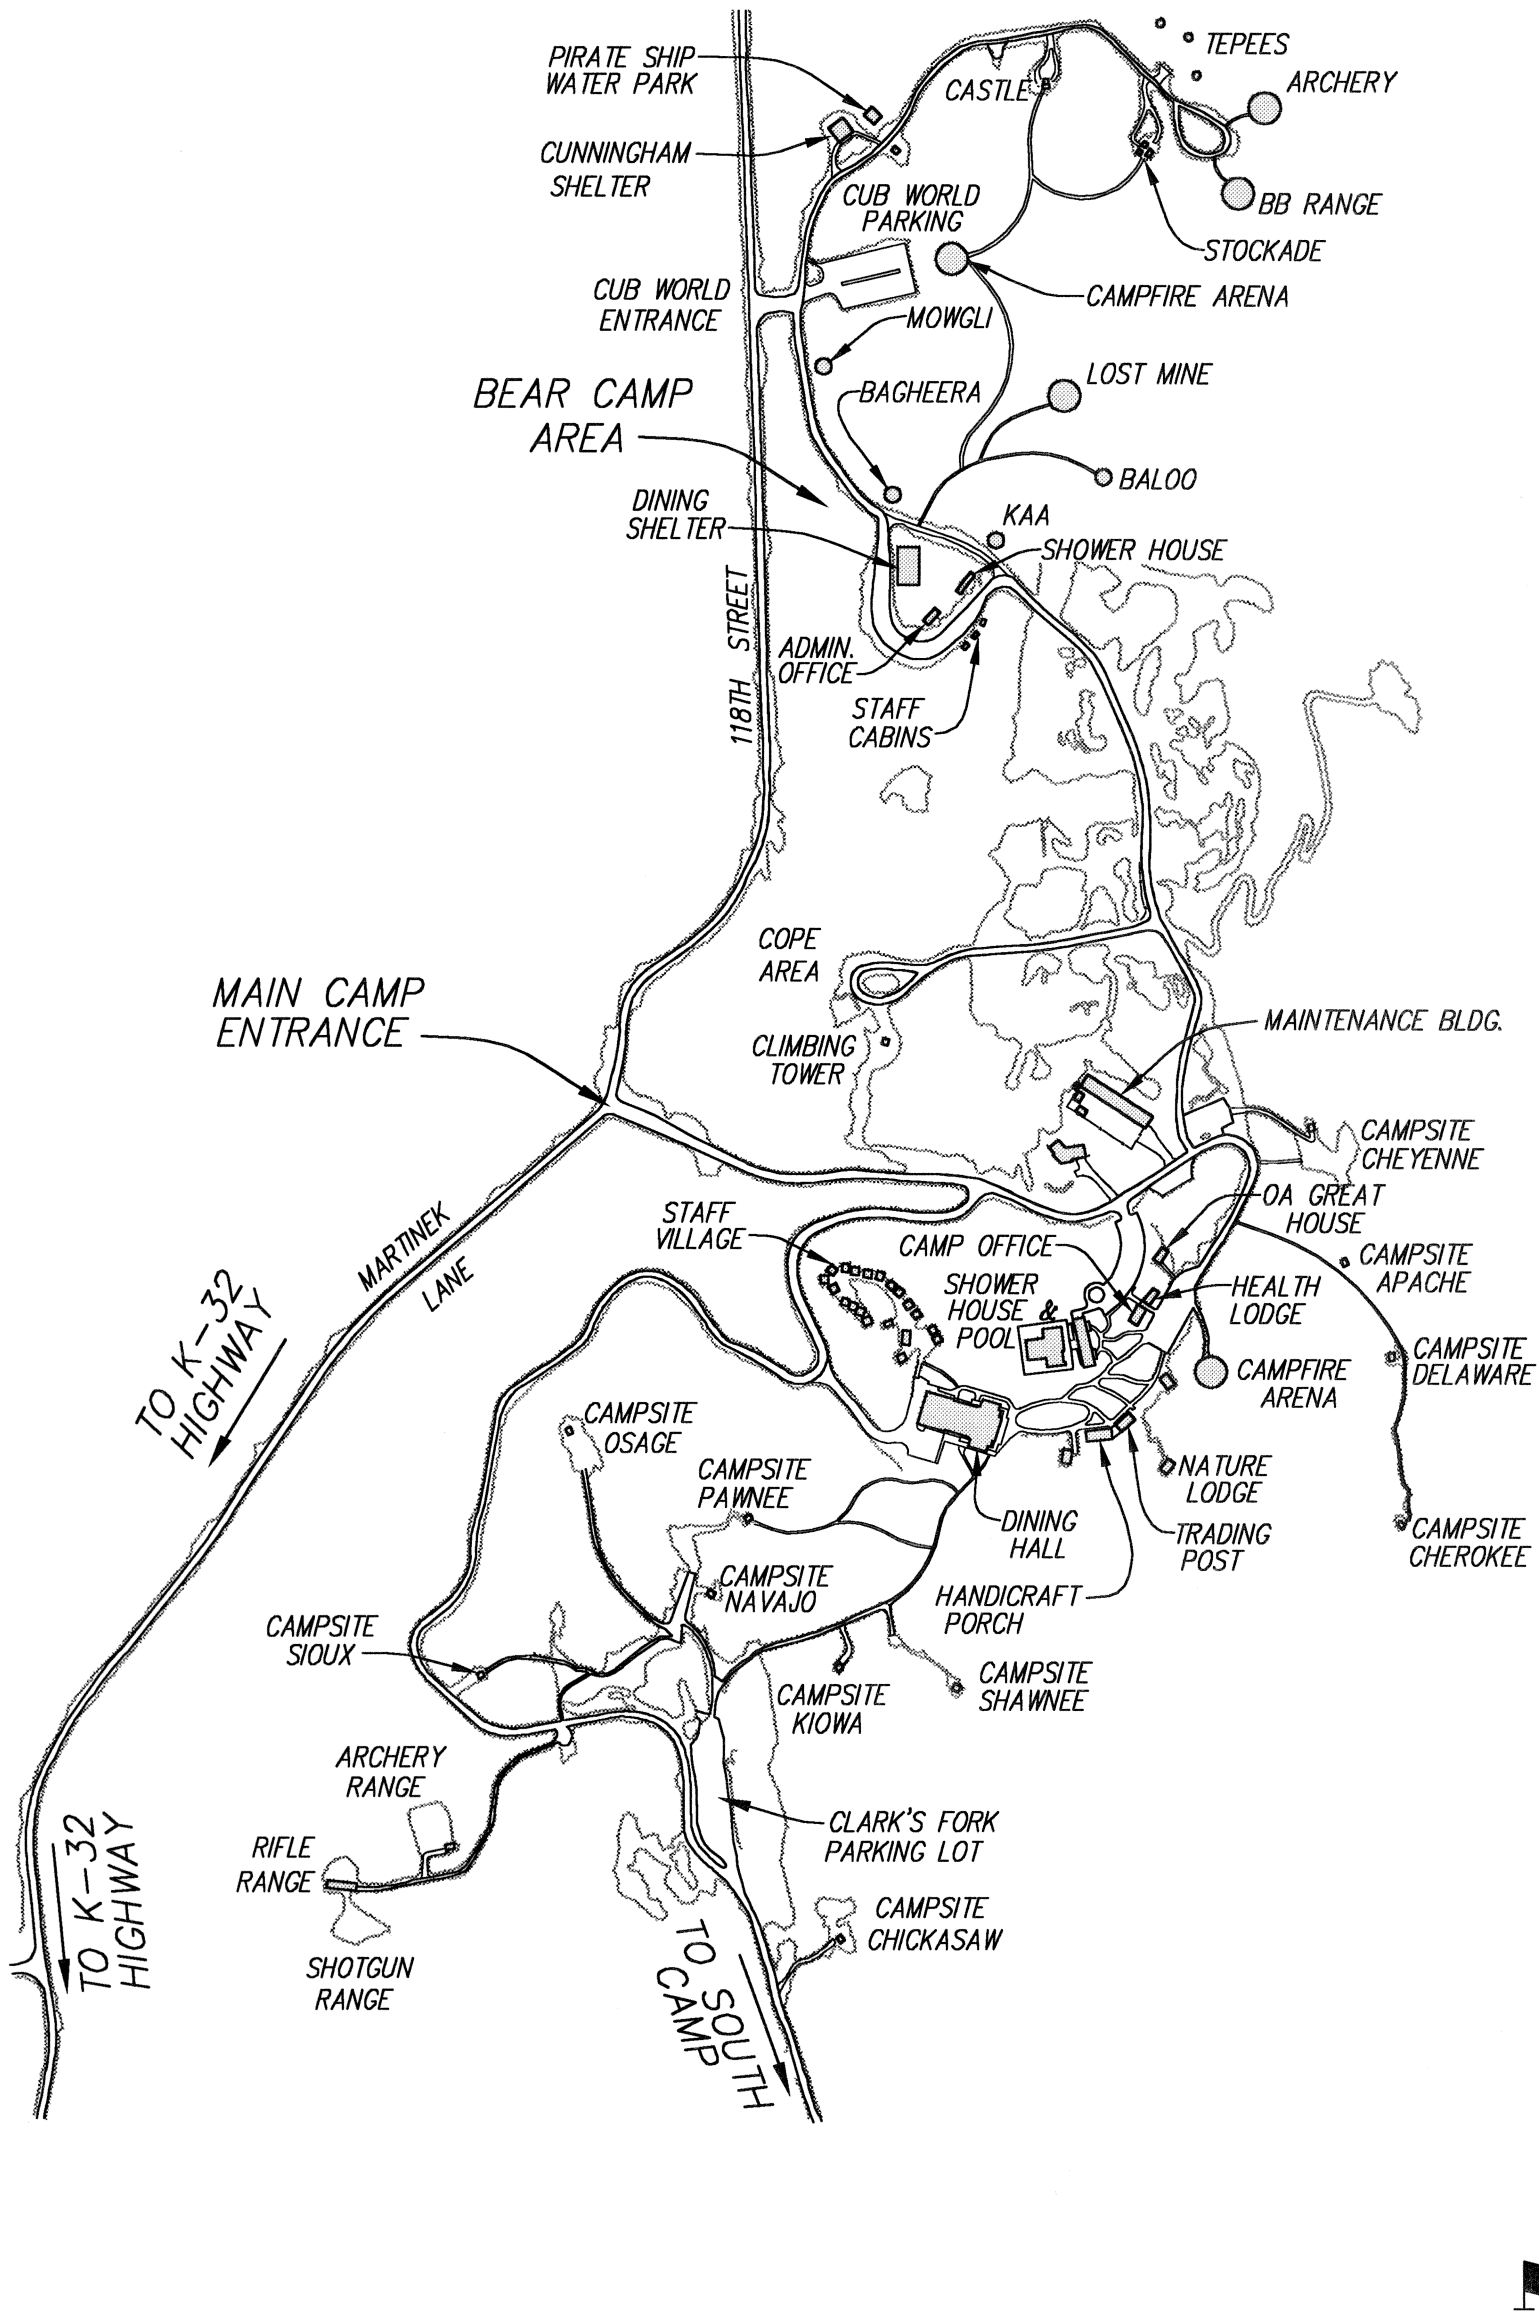 PIRATE SHIP
WATER PARK
TEPEES
ARCHERY
CASTLE
CUNNINGHAM
SHELTER
CUB WORLD
PARKING
BB RANGE
STOCKADE
CUB WORLD
ENTRANCE
CAMPFIRE ARENA
MOWGLI
LOST MINE
BEAR CAMP
AREA
BAGHEERA
BALOO
DINING
SHELTER
KAA
SHOWER HOUSE
118TH STREET
ADMIN.
OFFICE
STAFF
CABINS
COPE
AREA
MAIN CAMP
ENTRANCE
CLIMBING
TOWER
MAINTENANCE BLDG.
CAMPSITE
CHEYENNE
OA GREAT
HOUSE
STAFF
VILLAGE
CAMP OFFICE
CAMPSITE
APACHE
MARTINEK
LANE
SHOWER
HOUSE &
POOL
HEALTH
LODGE
TO K-32
HIGHWAY
CAMPSITE
DELAWARE
CAMPFIRE
ARENA
CAMPSITE
OSAGE
CAMPSITE
PAWNEE
NATURE
LODGE
DINING
HALL
TRADING
POST
CAMPSITE
CHEROKEE
CAMPSITE
NAVAJO
HANDICRAFT
PORCH
CAMPSITE
SIOUX
CAMPSITE
SHAWNEE
CAMPSITE
KIOWA
ARCHERY
RANGE
CLARK'S FORK
PARKING LOT
RIFLE
RANGE
TO K-32
HIGHWAY
CAMPSITE
CHICKASAW
SHOTGUN
RANGE
TO SOUTH
CAMP